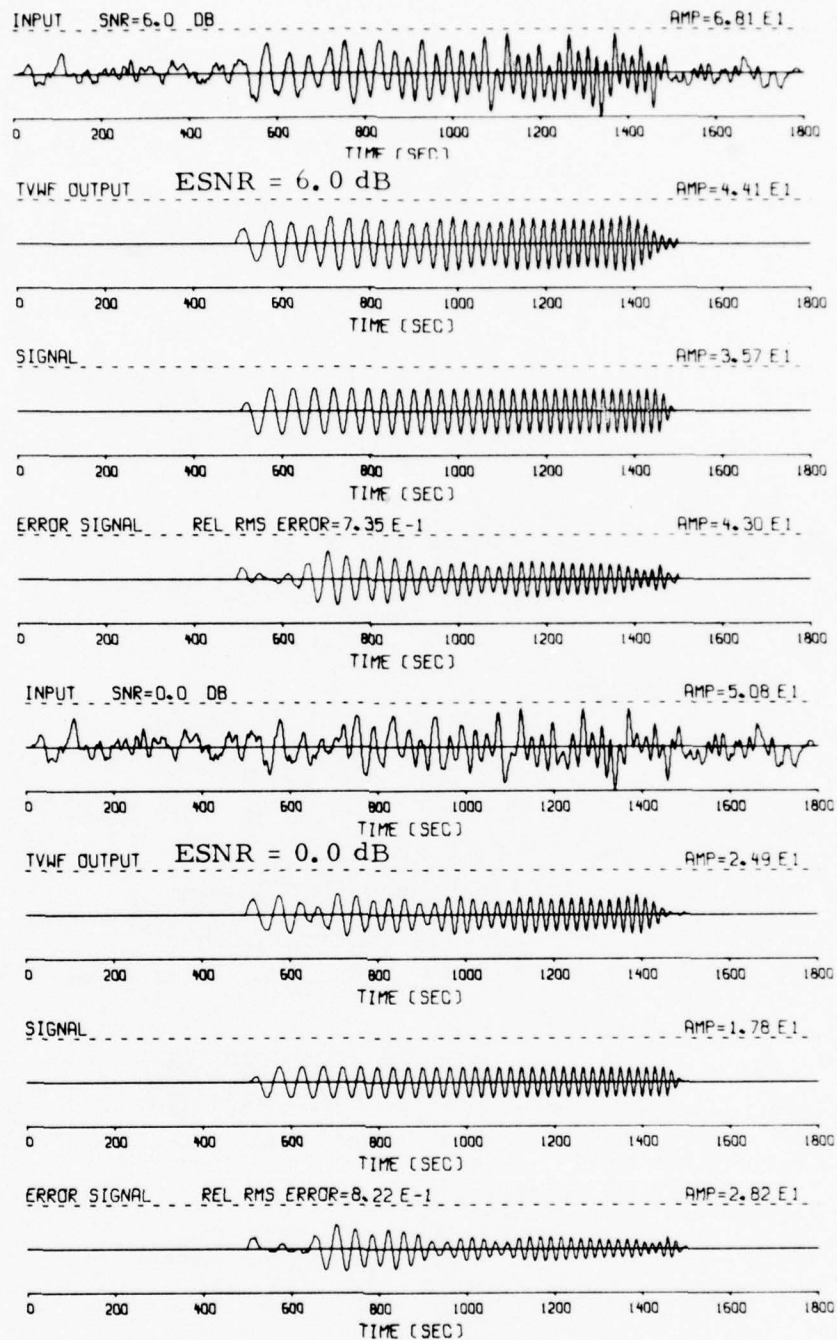 INPUT SNR=6.0 DB AMP=6.81 E1
0 200 400 600 800 1000 1200 1400 1600 1800
TIME (SEC)
TVWF OUTPUT ESNR = 6.0 dB AMP=4.41 E1
0 200 400 600 800 1000 1200 1400 1600 1800
TIME (SEC)
SIGNAL AMP=3.57 E1
0 200 400 600 800 1000 1200 1400 1600 1800
TIME (SEC)
ERROR SIGNAL REL RMS ERROR=7.35 E-1 AMP=4.30 E1
0 200 400 600 800 1000 1200 1400 1600 1800
TIME (SEC)
INPUT SNR=0.0 DB AMP=5.08 E1
0 200 400 600 800 1000 1200 1400 1600 1800
TIME (SEC)
TVWF OUTPUT ESNR = 0.0 dB AMP=2.49 E1
0 200 400 600 800 1000 1200 1400 1600 1800
TIME (SEC)
SIGNAL AMP=1.78 E1
0 200 400 600 800 1000 1200 1400 1600 1800
TIME (SEC)
ERROR SIGNAL REL RMS ERROR=8.22 E-1 AMP=2.82 E1
0 200 400 600 800 1000 1200 1400 1600 1800
TIME (SEC)